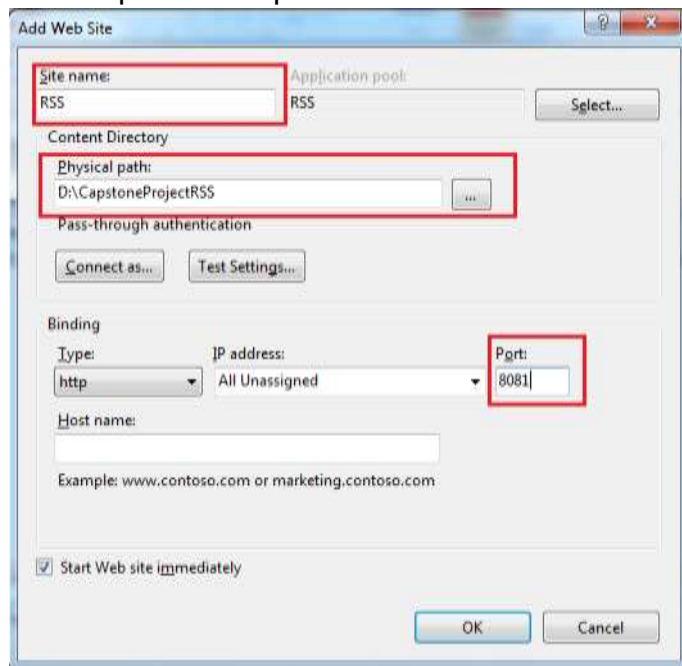 Add Web Site
Site name:
Application pool:
RSS
RSS
Select...
Content Directory
Physical path:
D:\CapstoneProjectRSS
...
Pass-through authentication
Connect as...
Test Settings...
Binding
Type:
IP address:
Port:
http
All Unassigned
8081
Host name:
Example: www.contoso.com or marketing.contoso.com
Start Web site immediately
OK
Cancel